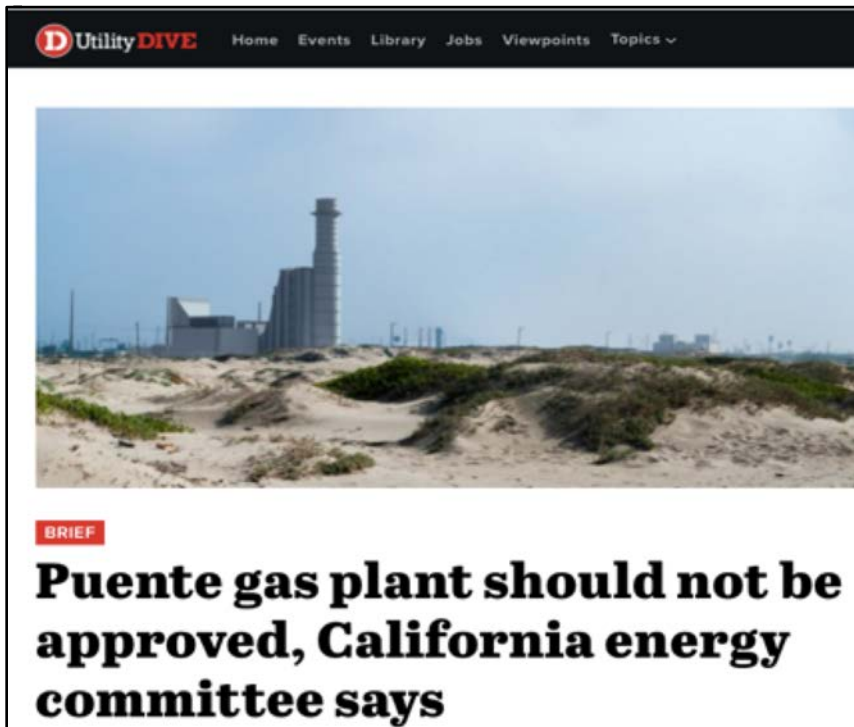 D Utility DIVE Home Events Library Jobs Viewpoints Topics
BRIEF
Puente gas plant should not be
approved, California energy
committee says